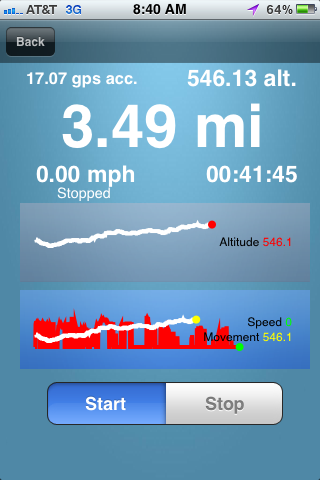 AT&T 3G 8:40 AM 64%
Back
17.07 gps acc. 546.13 alt.
3.49 mi
0.00 mph 00:41:45
Stopped
Altitude 546.1
Speed 0
Movement 546.1
Start Stop